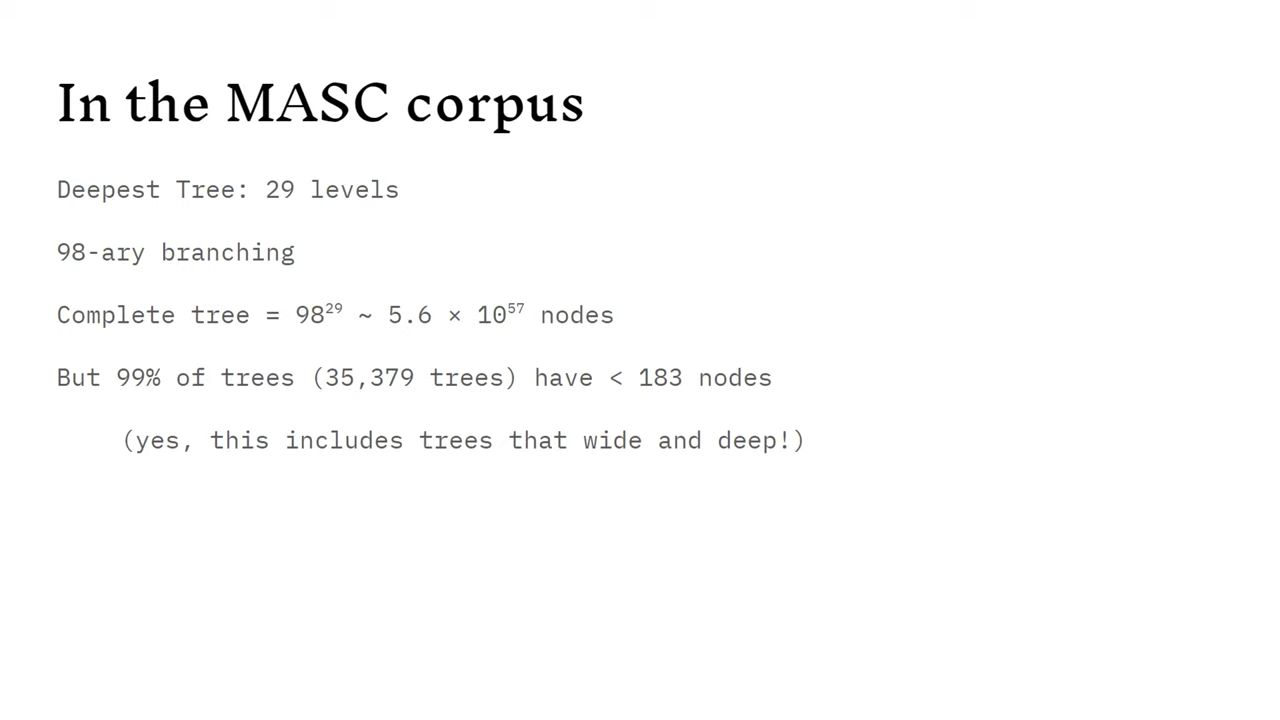 In the MASC corpus
Deepest Tree: 29 levels
98-ary branching
Complete tree = 98²⁹ ~ 5.6 × 10⁵⁷ nodes
But 99% of trees (35,379 trees) have < 183 nodes
(yes, this includes trees that wide and deep!)